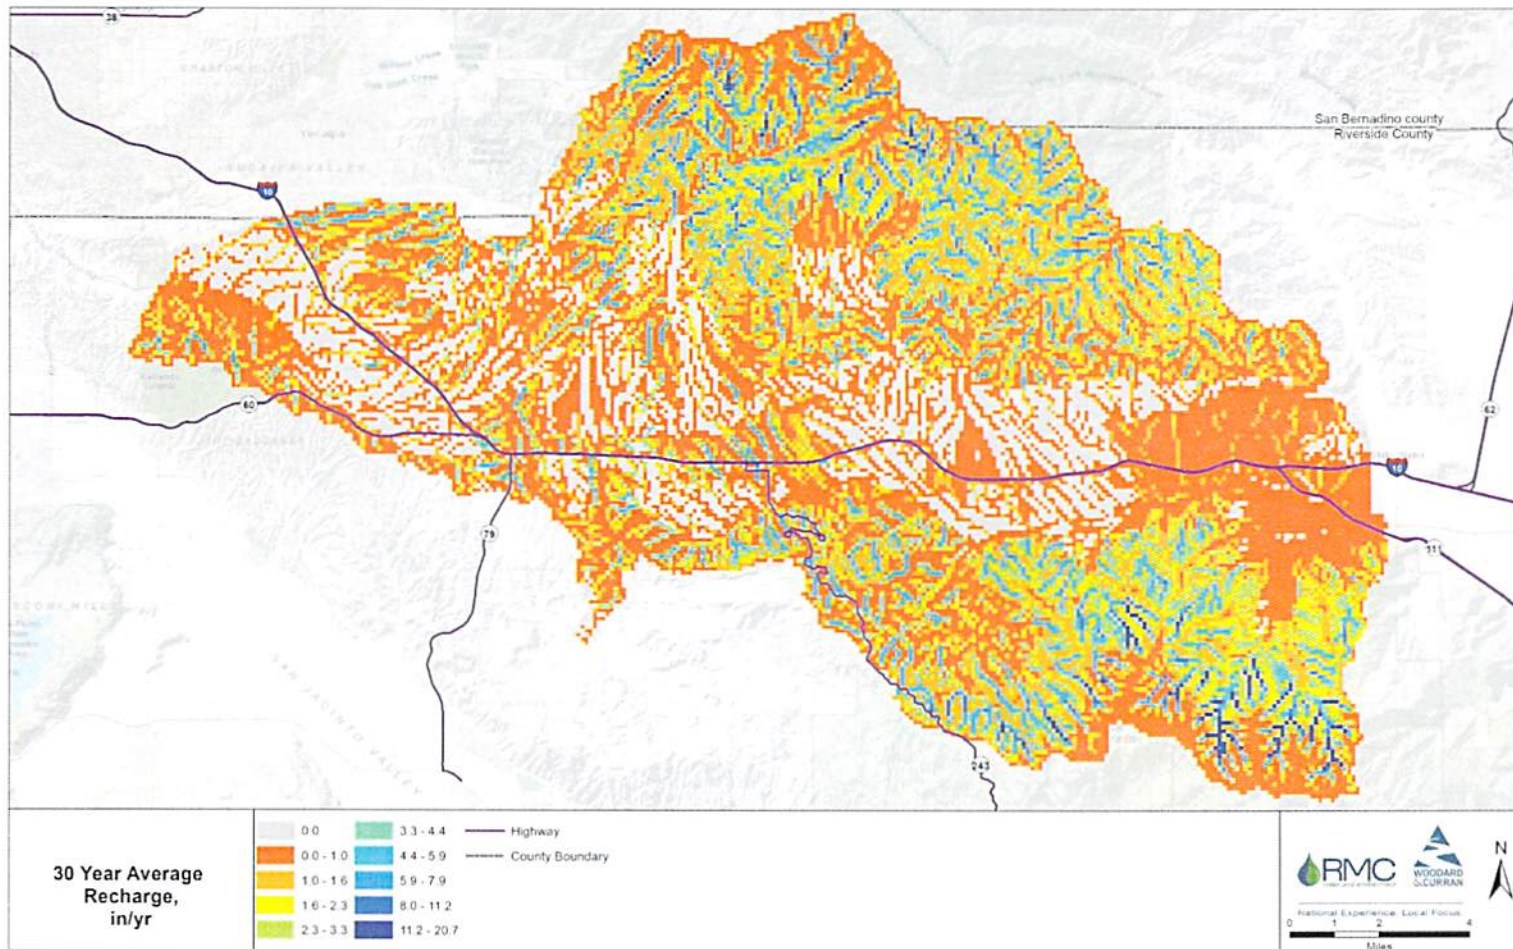 38
San Bernadino county
Riverside County
10
60
62
10
79
111
SAN JACINTO VALLEY
243
30 Year Average
Recharge,
in/yr
0.0
0.0 - 1.0
1.0 - 1.6
1.6 - 2.3
2.3 - 3.3
3.3 - 4.4
4.4 - 5.9
5.9 - 7.9
8.0 - 11.2
11.2 - 20.7
Highway
County Boundary
RMC
WOODARD
& CURRAN
National Experience. Local Focus.
N
0 1 2 4
Miles